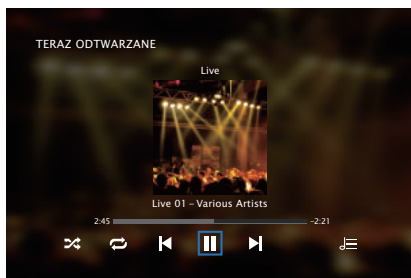 TERAZ ODTWARZANE
Live
Live 01 – Various Artists
2:45 –2:21